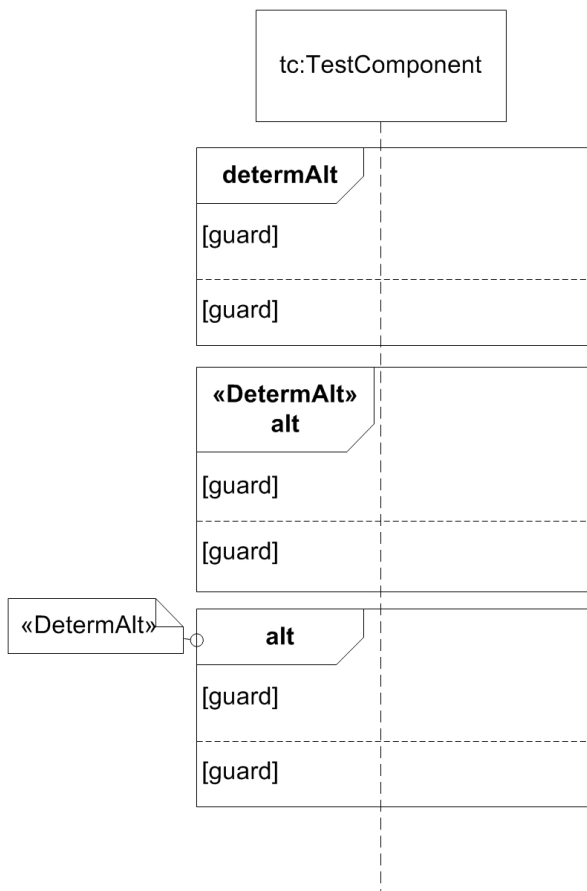 tc:TestComponent
determAlt
[guard]
[guard]
«DetermAlt»
alt
[guard]
[guard]
«DetermAlt»
alt
[guard]
[guard]